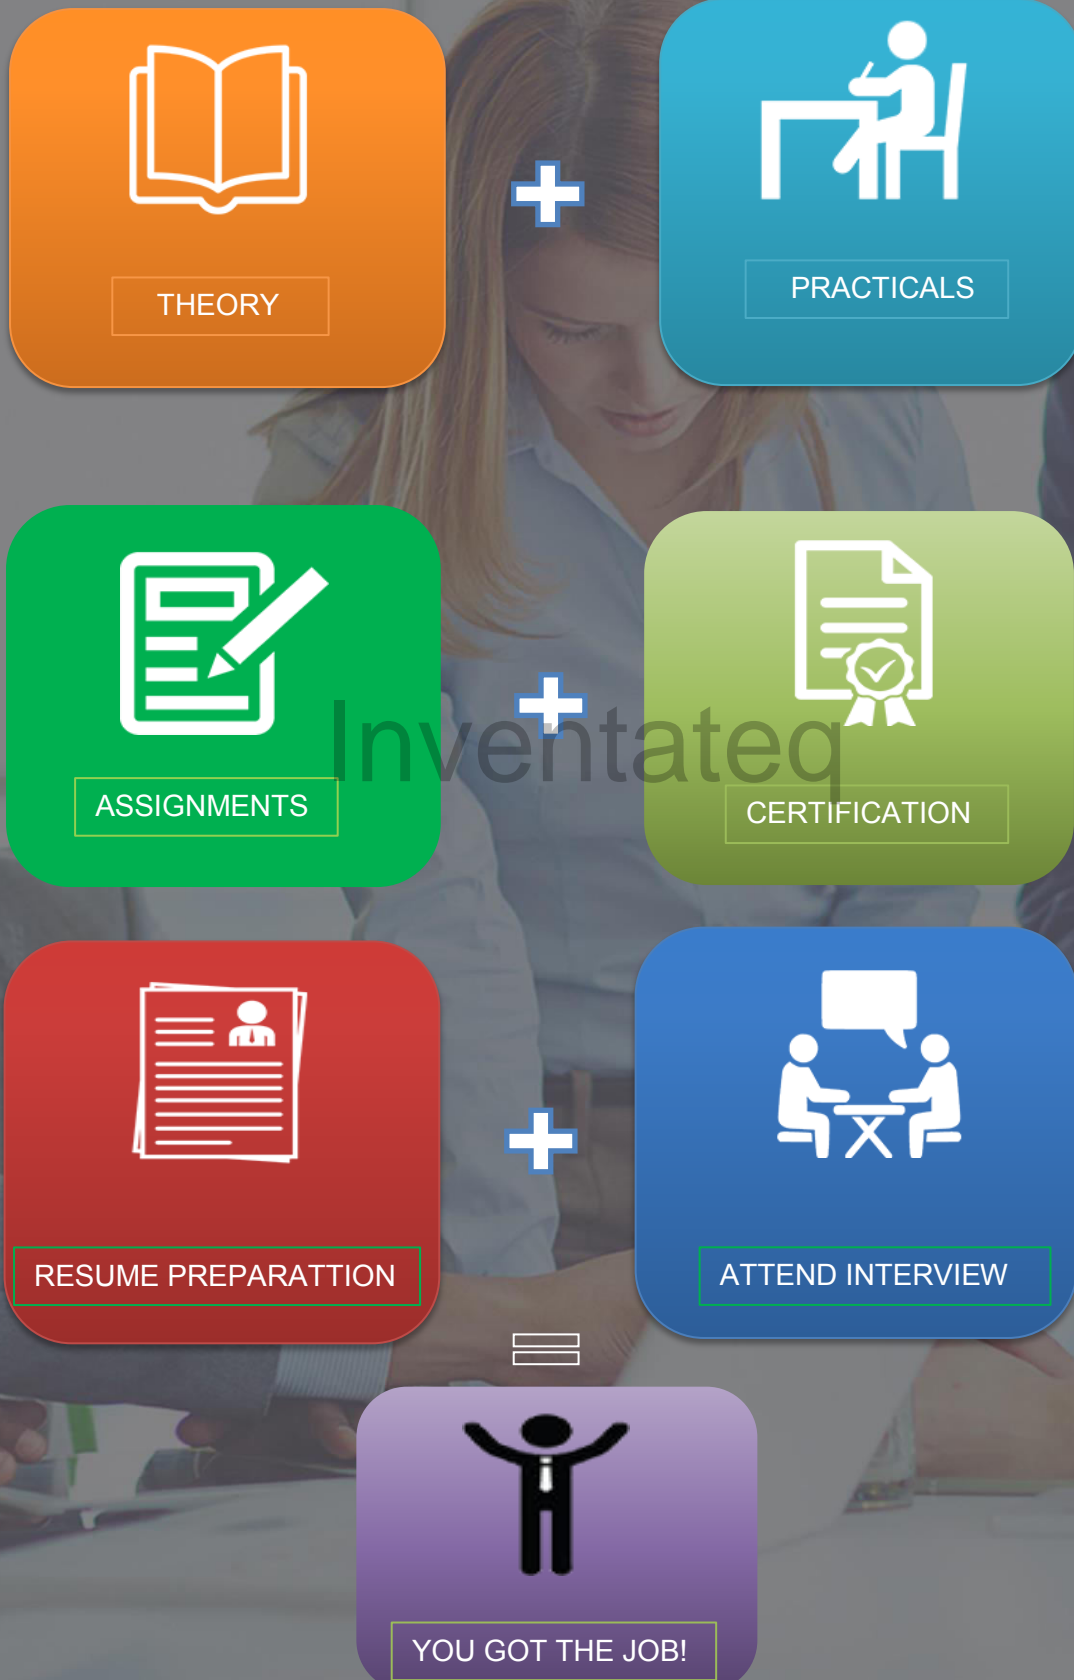 THEORY
PRACTICALS
Inventateq
ASSIGNMENTS
CERTIFICATION
RESUME PREPARATTION
ATTEND INTERVIEW
YOU GOT THE JOB!